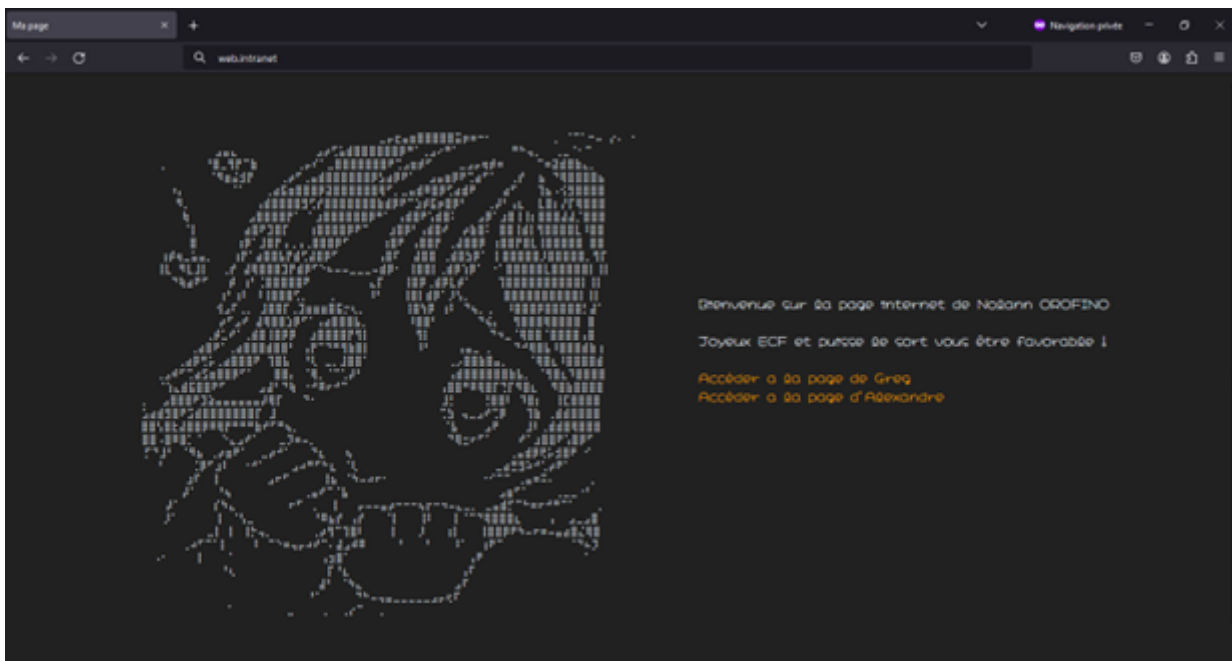 Ma page
Navigation privée
web.intranet
Bienvenue sur la page internet de Nolann OROFINO
Joyeux ECF et puisse le sort vous être favorable !
Accéder a la page de Greg
Accéder a la page d'Alexandre